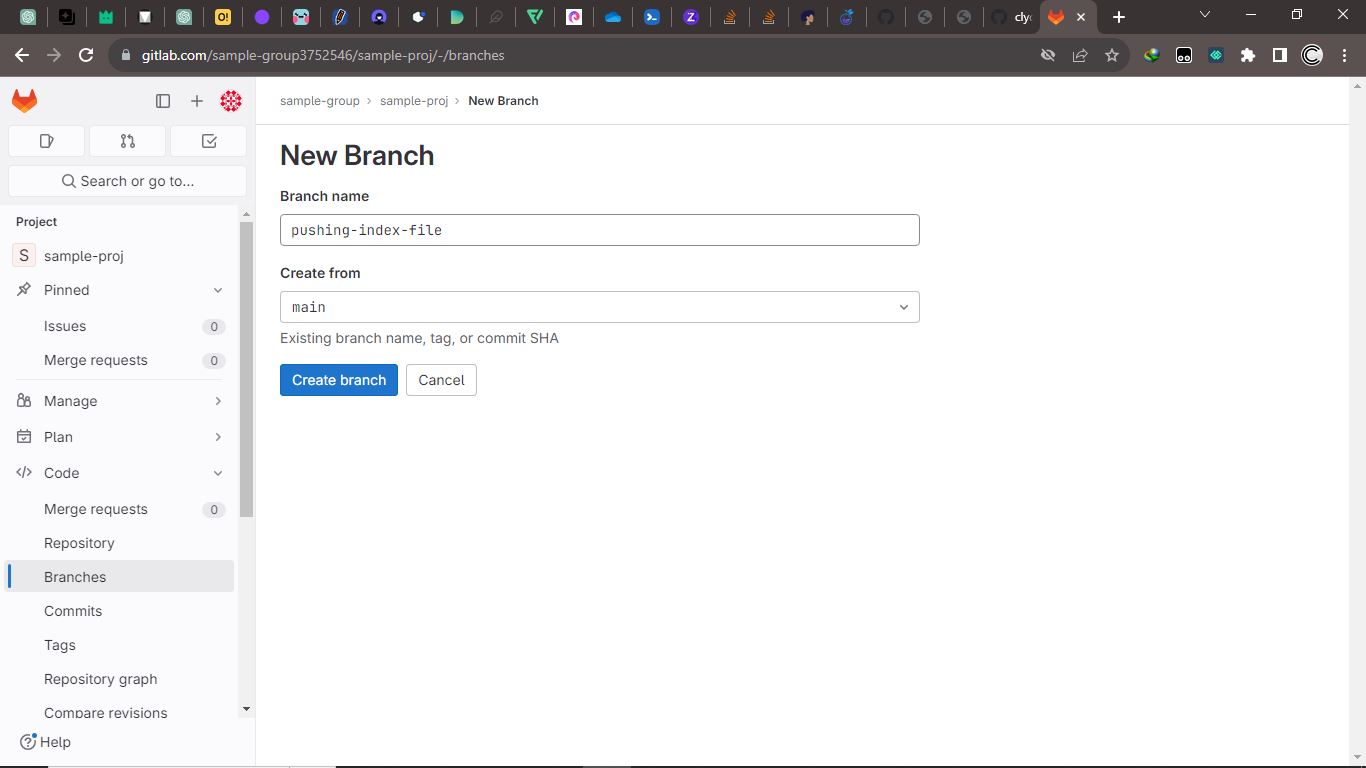 O!
Z
cly
gitlab.com/sample-group3752546/sample-proj/-/branches
sample-group › sample-proj › New Branch
Search or go to...
Project
S sample-proj
Pinned
Issues 0
Merge requests 0
Manage
Plan
Code
Merge requests 0
Repository
Branches
Commits
Tags
Repository graph
Compare revisions
Help
New Branch
Branch name
pushing-index-file
Create from
main
Existing branch name, tag, or commit SHA
Create branch Cancel